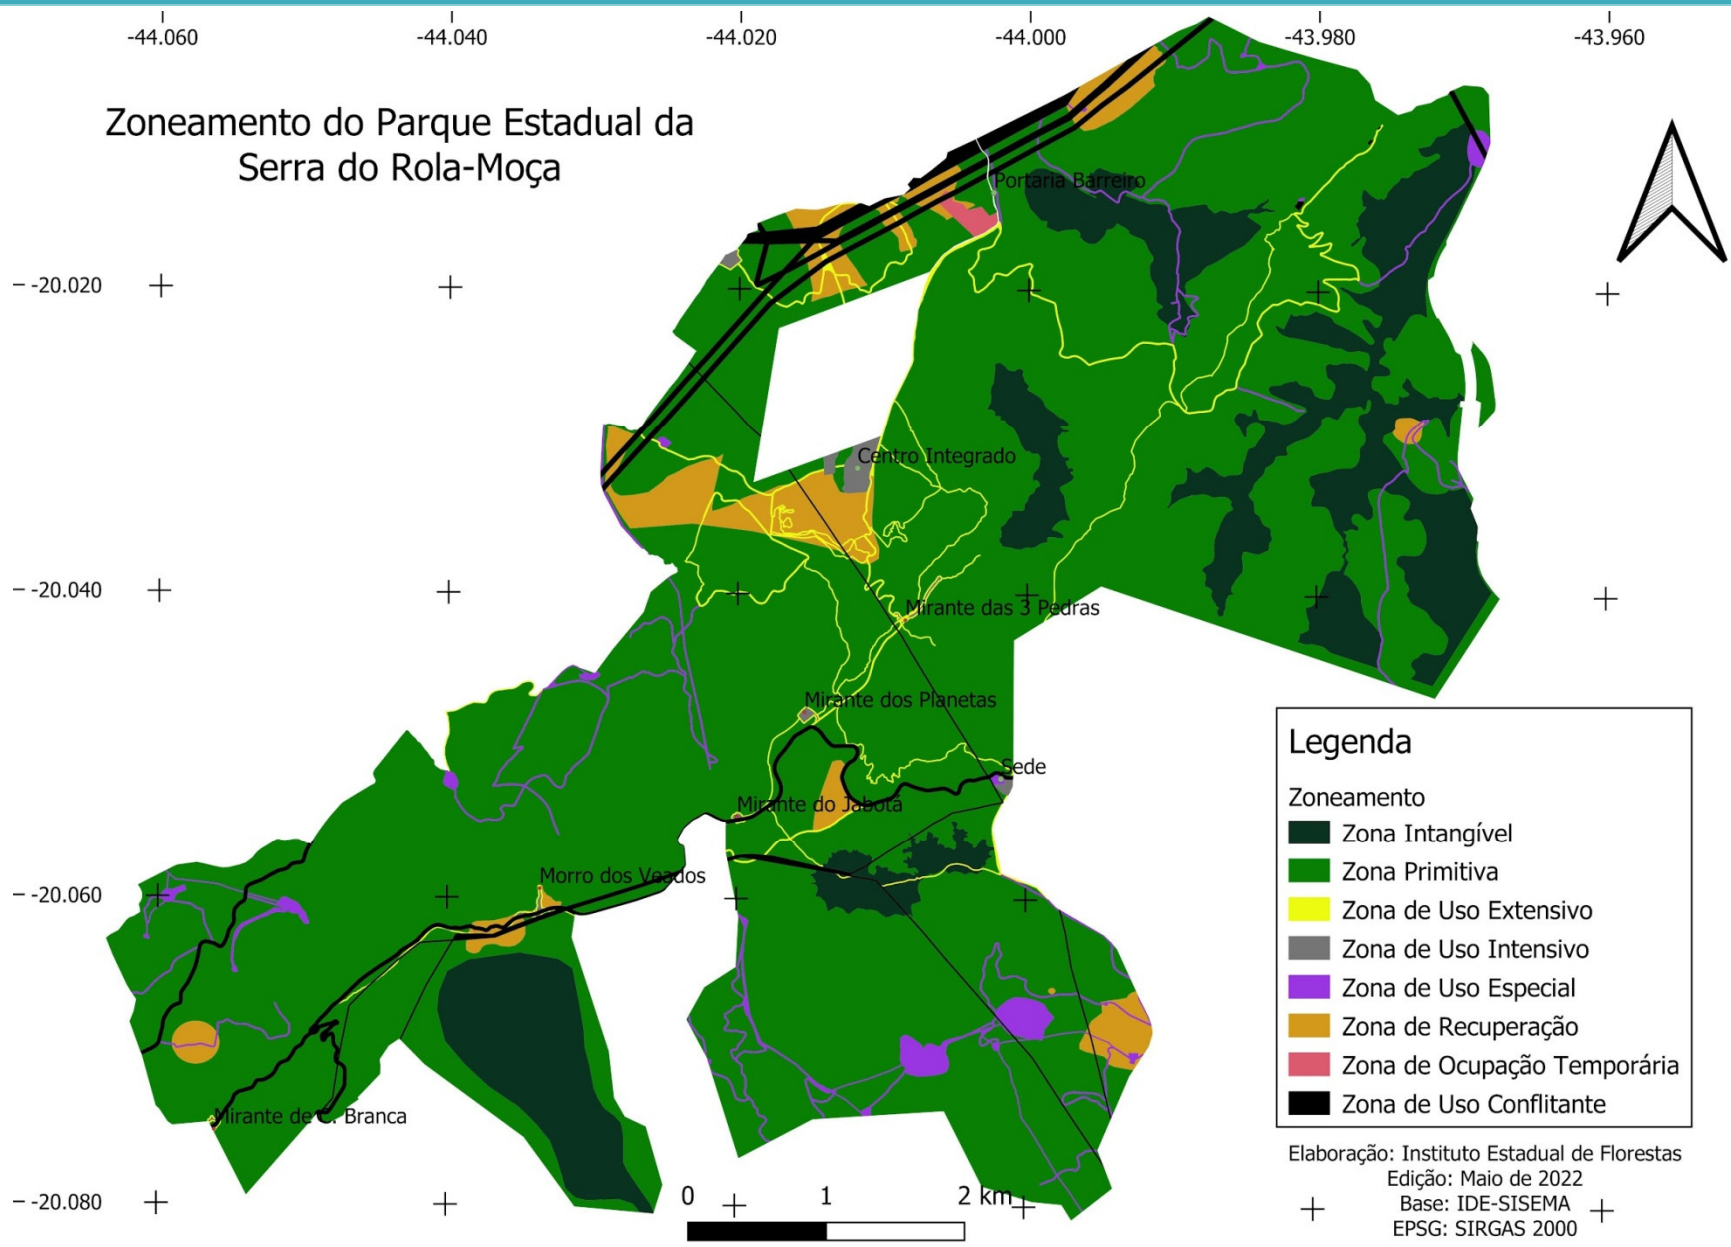 -44.060
-44.040
-44.020
-44.000
-43.980
-43.960
Zoneamento do Parque Estadual da
Serra do Rola-Moça
Portaria Barreiro
-20.020
Centro Integrado
-20.040
Mirante das 3 Pedras
Mirante dos Planetas
Sede
Mirante do Jabotá
-20.060
Morro dos Veados
Mirante de C. Branca
-20.080
0
1
2 km
Legenda
Zoneamento
Zona Intangível
Zona Primitiva
Zona de Uso Extensivo
Zona de Uso Intensivo
Zona de Uso Especial
Zona de Recuperação
Zona de Ocupação Temporária
Zona de Uso Conflitante
Elaboração: Instituto Estadual de Florestas
Edição: Maio de 2022
Base: IDE-SISEMA
EPSG: SIRGAS 2000